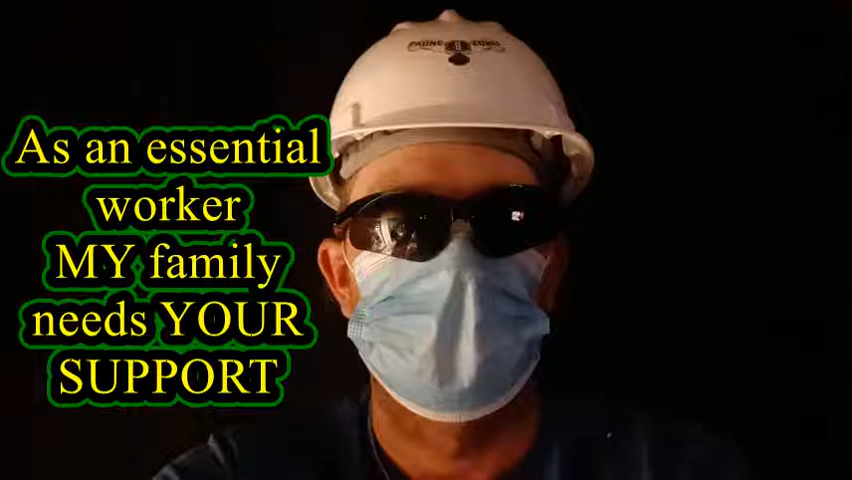 As an essential
worker
MY family
needs YOUR
SUPPORT